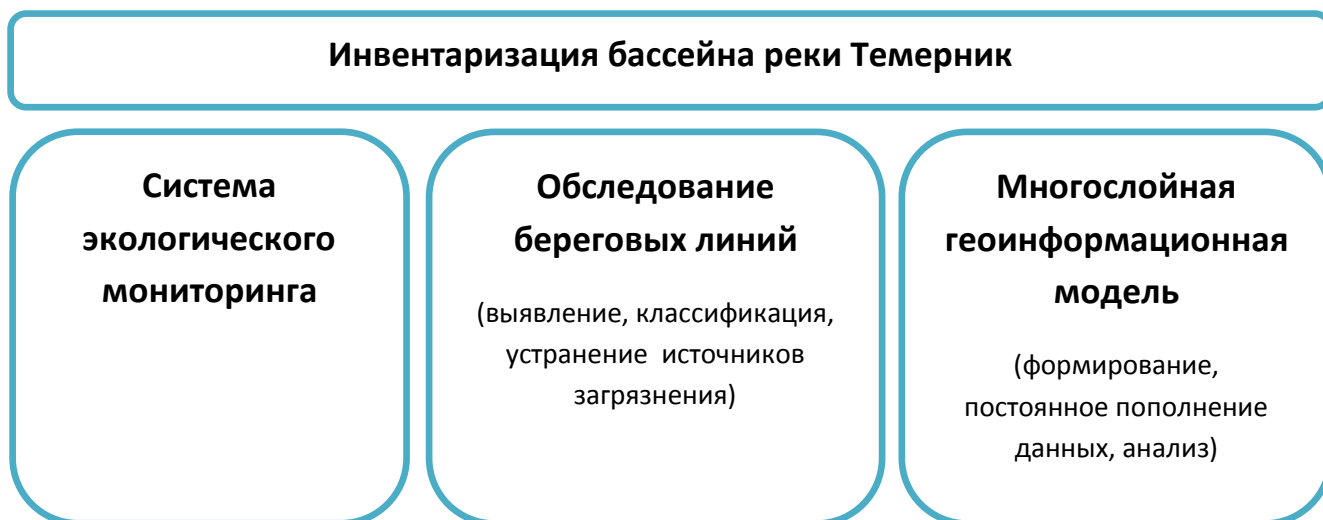 Инвентаризация бассейна реки Темерник
Система
экологического
мониторинга
Обследование
береговых линий
(выявление, классификация,
устранение источников
загрязнения)
Многослойная
геоинформационная
модель
(формирование,
постоянное пополнение
данных, анализ)